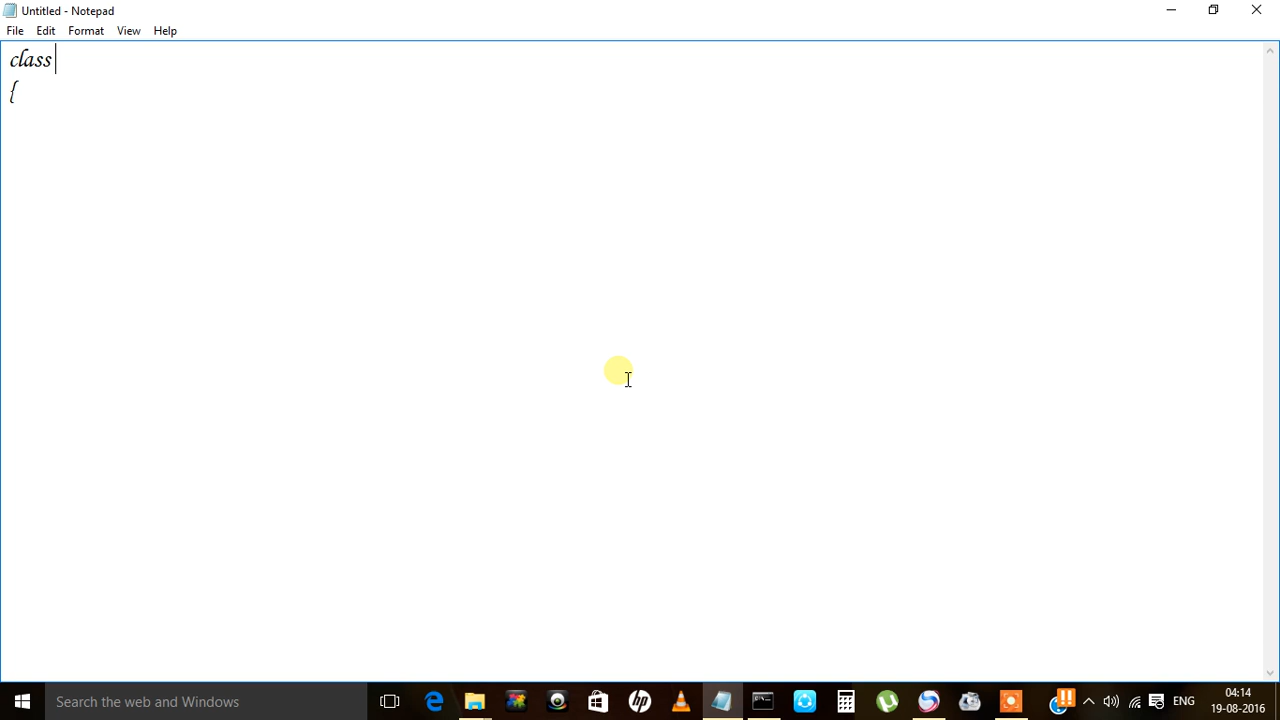 Untitled - Notepad
File Edit Format View Help
class
{
Search the web and Windows
ENG
04:14
19-08-2016